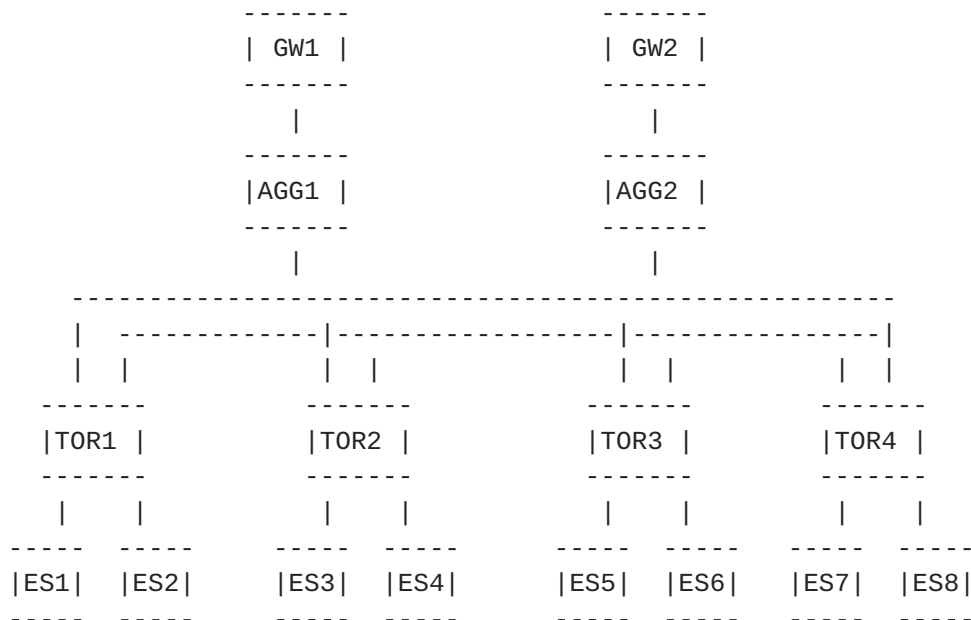 GW1 GW2
AGG1 AGG2
TOR1 TOR2 TOR3 TOR4
ES1 ES2 ES3 ES4 ES5 ES6 ES7 ES8